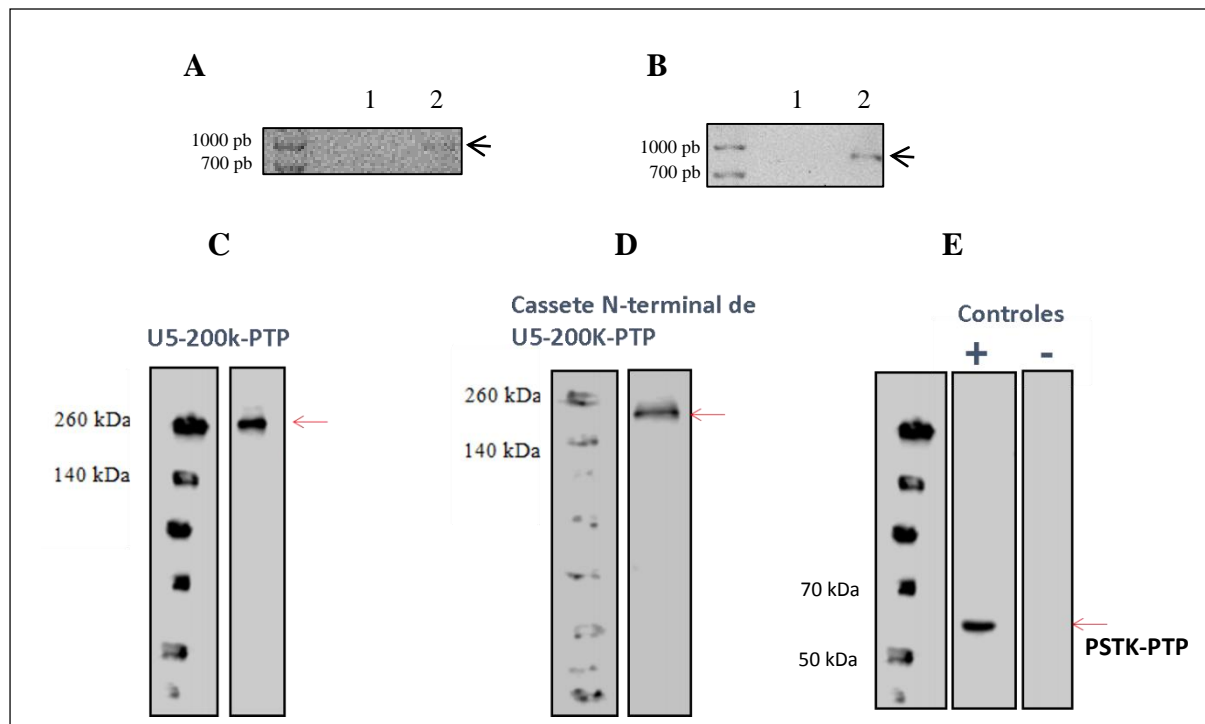 A
1 2
1000 pb
700 pb
B
1 2
1000 pb
700 pb
C
U5-200k-PTP
260 kDa
140 kDa
D
Cassete N-terminal de
U5-200K-PTP
260 kDa
140 kDa
E
Controles
+ -
70 kDa
50 kDa
PSTK-PTP